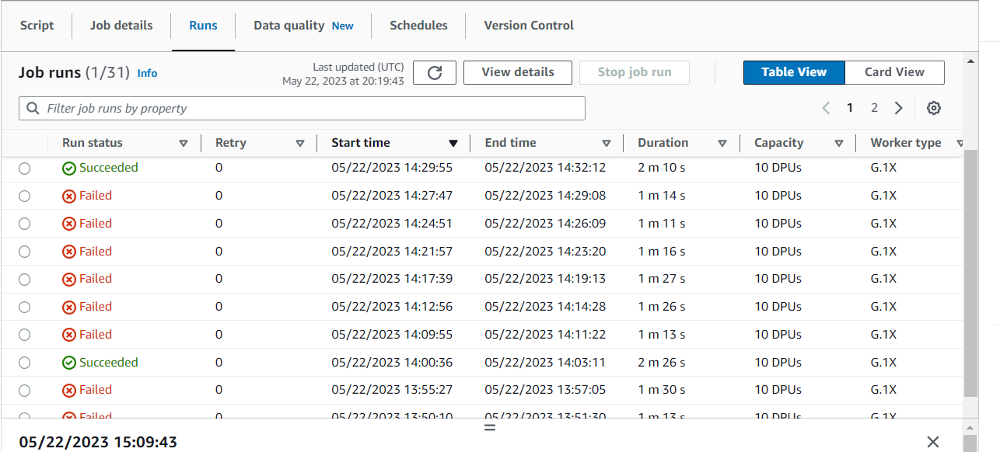 Script Job details Runs Data quality New Schedules Version Control
Job runs (1/31) Info Last updated (UTC) May 22, 2023 at 20:19:43 View details Stop job run Table View Card View
Filter job runs by property 1 2
Run status Retry Start time End time Duration Capacity Worker type
Succeeded 0 05/22/2023 14:29:55 05/22/2023 14:32:12 2 m 10 s 10 DPUs G.1X
Failed 0 05/22/2023 14:27:47 05/22/2023 14:29:08 1 m 14 s 10 DPUs G.1X
Failed 0 05/22/2023 14:24:51 05/22/2023 14:26:09 1 m 11 s 10 DPUs G.1X
Failed 0 05/22/2023 14:21:57 05/22/2023 14:23:20 1 m 16 s 10 DPUs G.1X
Failed 0 05/22/2023 14:17:39 05/22/2023 14:19:13 1 m 27 s 10 DPUs G.1X
Failed 0 05/22/2023 14:12:56 05/22/2023 14:14:28 1 m 26 s 10 DPUs G.1X
Failed 0 05/22/2023 14:09:55 05/22/2023 14:11:22 1 m 13 s 10 DPUs G.1X
Succeeded 0 05/22/2023 14:00:36 05/22/2023 14:03:11 2 m 26 s 10 DPUs G.1X
Failed 0 05/22/2023 13:55:27 05/22/2023 13:57:05 1 m 30 s 10 DPUs G.1X
Failed 0 05/22/2023 13:50:10 05/22/2023 13:51:30 1 m 13 s 10 DPUs G.1X
05/22/2023 15:09:43